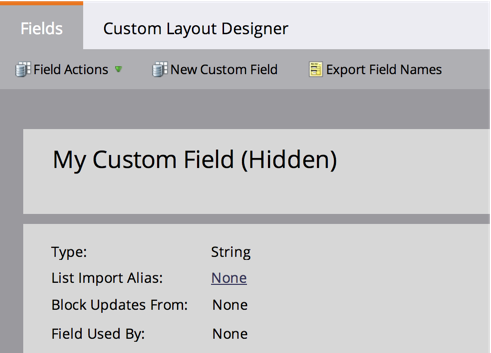 Fields Custom Layout Designer
Field Actions New Custom Field Export Field Names
My Custom Field (Hidden)
Type: String
List Import Alias: None
Block Updates From: None
Field Used By: None